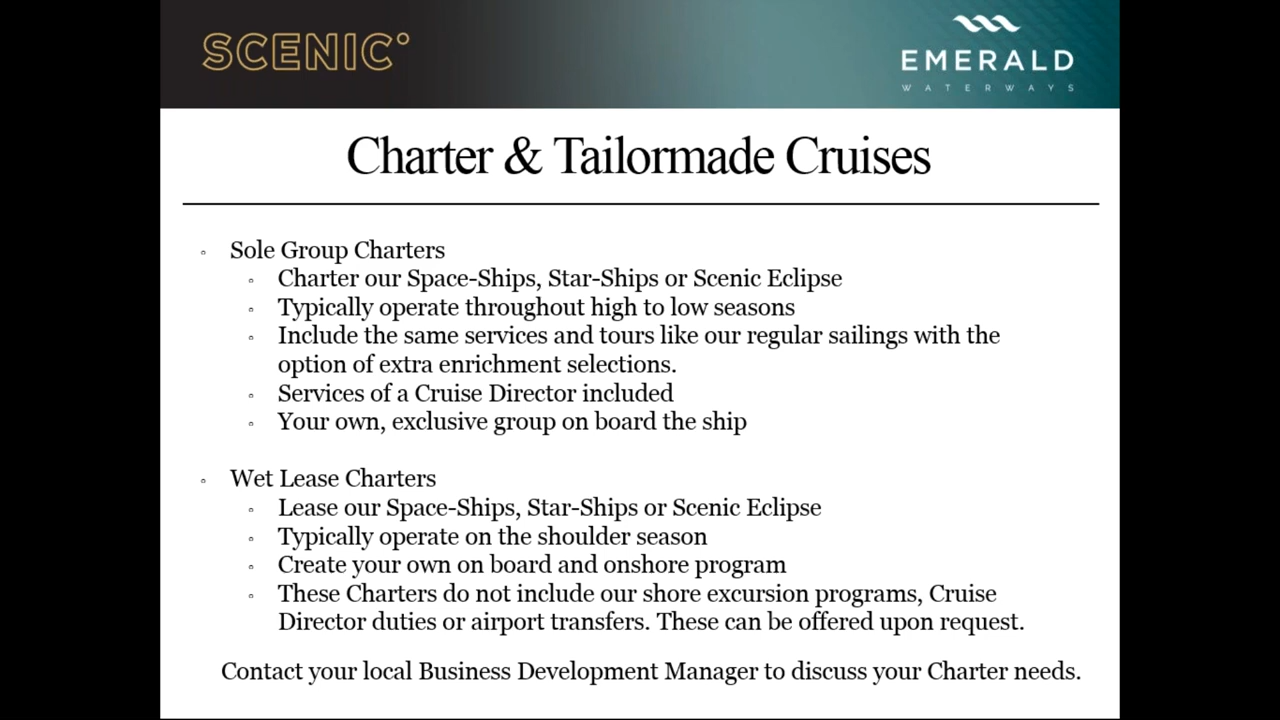 SCENIC°
EMERALD
WATERWAYS
Charter & Tailormade Cruises
◦ Sole Group Charters
◦ Charter our Space-Ships, Star-Ships or Scenic Eclipse
◦ Typically operate throughout high to low seasons
◦ Include the same services and tours like our regular sailings with the
option of extra enrichment selections.
◦ Services of a Cruise Director included
◦ Your own, exclusive group on board the ship
◦ Wet Lease Charters
◦ Lease our Space-Ships, Star-Ships or Scenic Eclipse
◦ Typically operate on the shoulder season
◦ Create your own on board and onshore program
◦ These Charters do not include our shore excursion programs, Cruise
Director duties or airport transfers. These can be offered upon request.
Contact your local Business Development Manager to discuss your Charter needs.